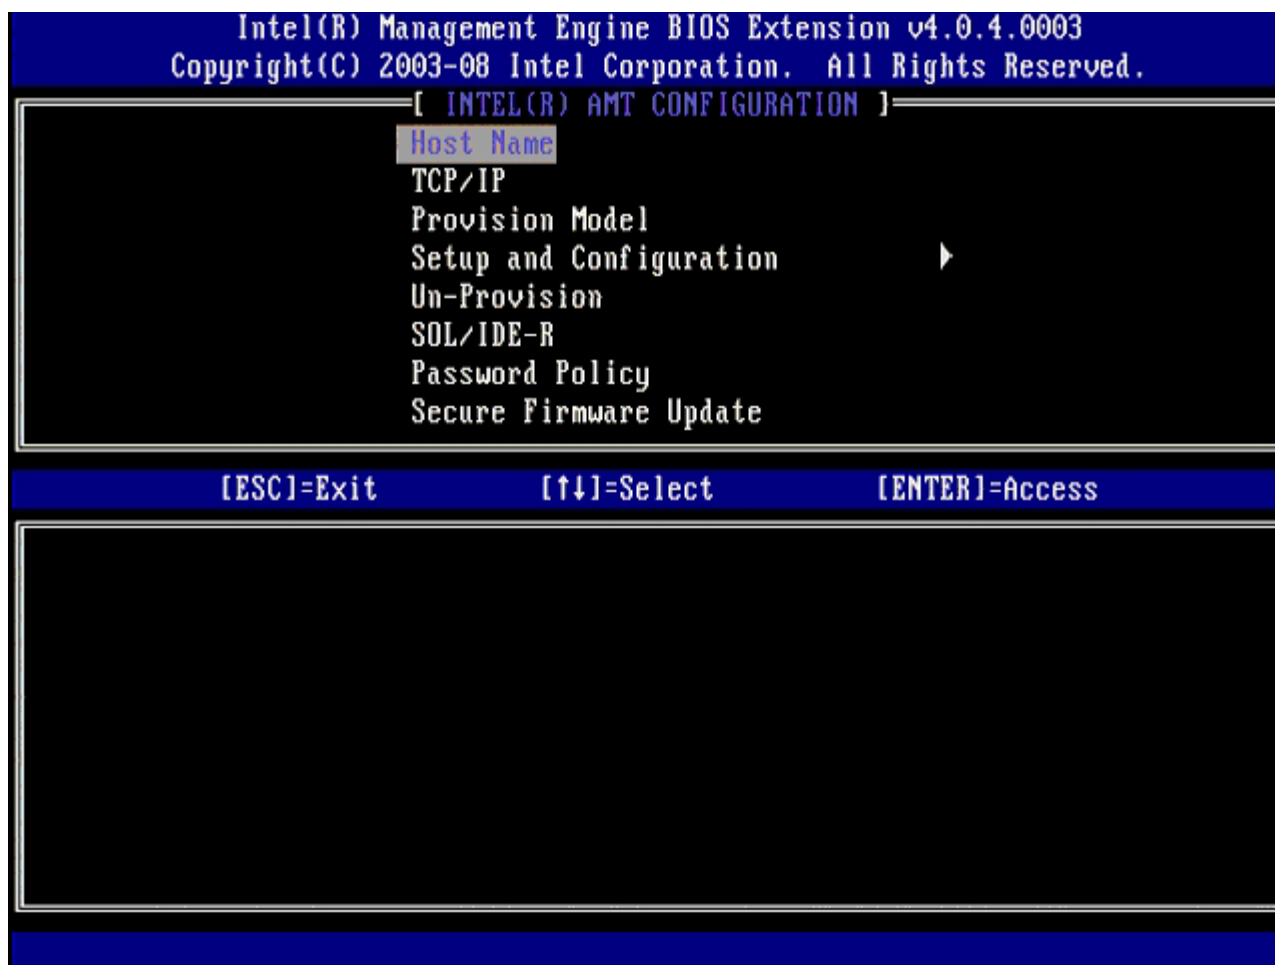 Intel(R) Management Engine BIOS Extension v4.0.4.0003
Copyright(C) 2003-08 Intel Corporation. All Rights Reserved.
[ INTEL(R) AMT CONFIGURATION ]
Host Name
TCP/IP
Provision Model
Setup and Configuration ▶
Un-Provision
SOL/IDE-R
Password Policy
Secure Firmware Update
[ESC]=Exit [↑↓]=Select [ENTER]=Access